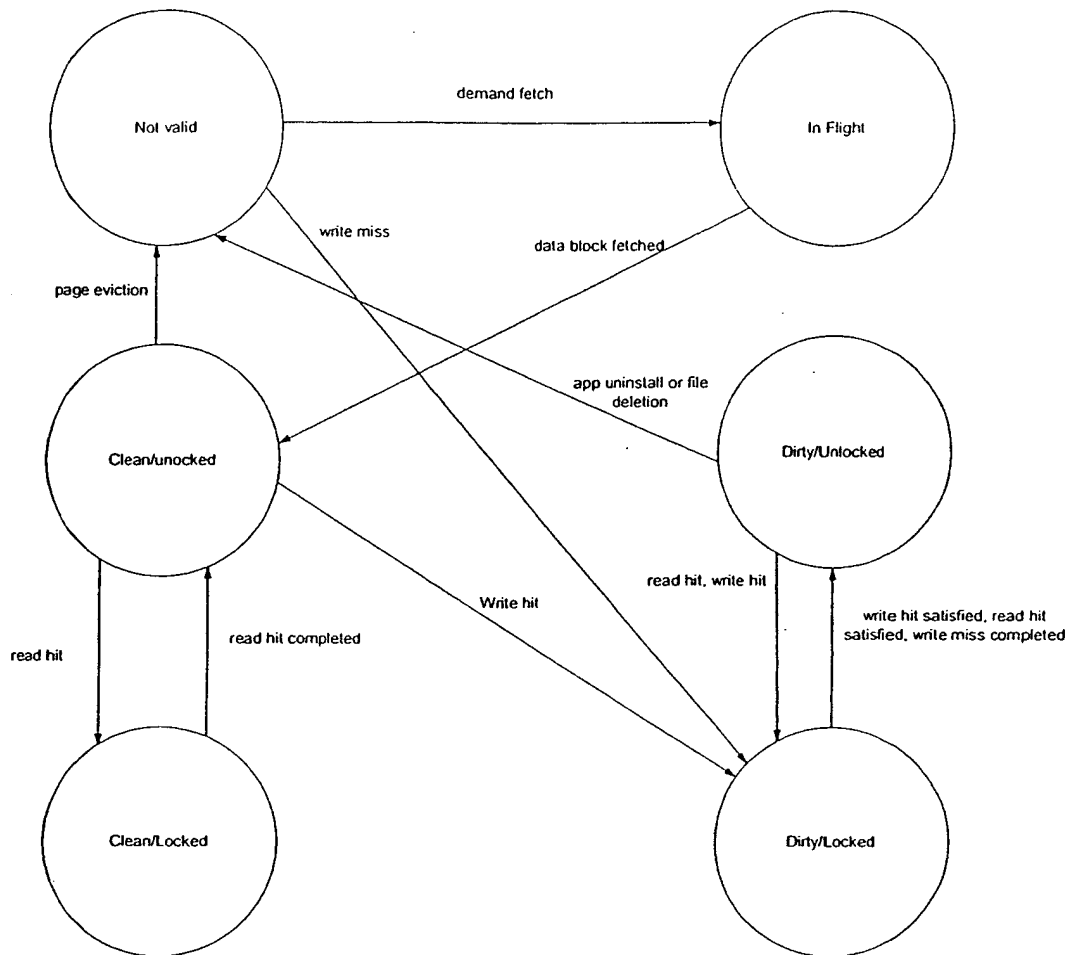 demand fetch
Not valid
In Flight
write miss
data block fetched
page eviction
app uninstall or file
deletion
Clean/unocked
Dirty/Unlocked
read hit, write hit
Write hit
write hit satisfied, read hit
satisfied, write miss completed
read hit completed
read hit
Clean/Locked
Dirty/Locked